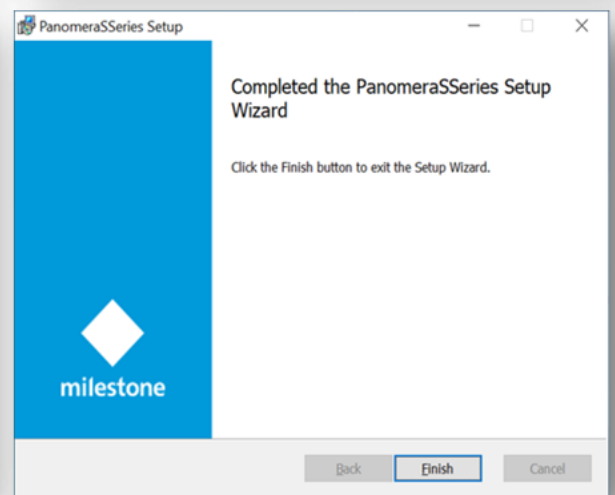 PanomeraSSeries Setup
Completed the PanomeraSSeries Setup
Wizard
Click the Finish button to exit the Setup Wizard.
milestone
Back
Finish
Cancel